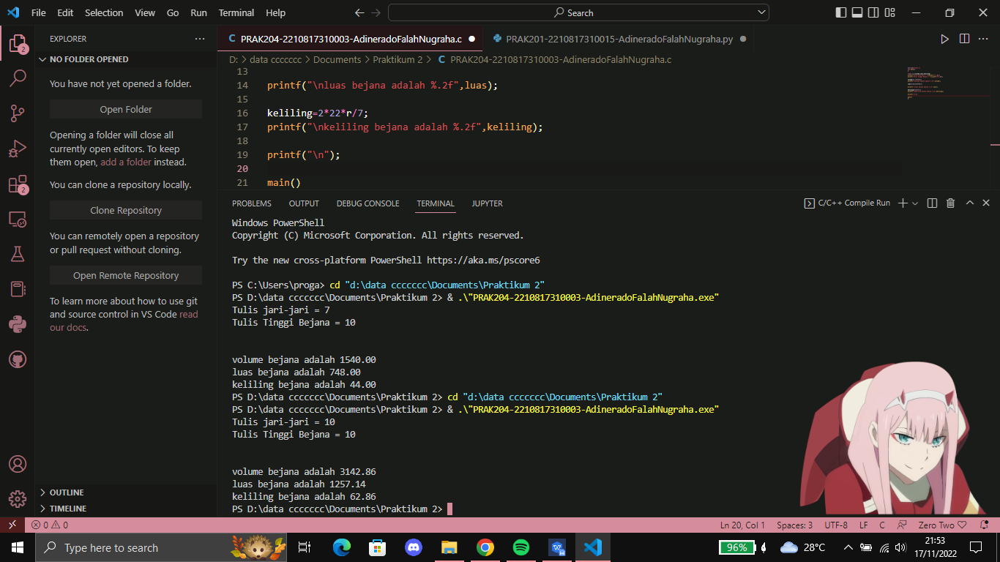 File Edit Selection View Go Run Terminal Help
Search
EXPLORER
NO FOLDER OPENED
You have not yet opened a folder.
Open Folder
Opening a folder will close all
currently open editors. To keep
them open, add a folder instead.
You can clone a repository locally.
Clone Repository
You can remotely open a repository
or pull request without cloning.
Open Remote Repository
To learn more about how to use git
and source control in VS Code read
our docs.
OUTLINE
TIMELINE
2
2
C PRAK204-2210817310003-AdineradoFalahNugraha.c
PRAK201-2210817310015-AdineradoFalahNugraha.py
D: > data ccccccc > Documents > Praktikum 2 > C PRAK204-2210817310003-AdineradoFalahNugraha.c
13
14 printf("\nluas bejana adalah %.2f",luas);
15
16 keliling=2*22*r/7;
17 printf("\nkeliling bejana adalah %.2f",keliling);
18
19 printf("\n");
20
21 main()
PROBLEMS OUTPUT DEBUG CONSOLE TERMINAL JUPYTER
C/C++ Compile Run
Windows PowerShell
Copyright (C) Microsoft Corporation. All rights reserved.
Try the new cross-platform PowerShell https://aka.ms/pscore6
PS C:\Users\proga> cd "d:\data ccccccc\Documents\Praktikum 2"
PS D:\data ccccccc\Documents\Praktikum 2> & .\"PRAK204-2210817310003-AdineradoFalahNugraha.exe"
Tulis jari-jari = 7
Tulis Tinggi Bejana = 10
volume bejana adalah 1540.00
luas bejana adalah 748.00
keliling bejana adalah 44.00
PS D:\data ccccccc\Documents\Praktikum 2> cd "d:\data ccccccc\Documents\Praktikum 2"
PS D:\data ccccccc\Documents\Praktikum 2> & .\"PRAK204-2210817310003-AdineradoFalahNugraha.exe"
Tulis jari-jari = 10
Tulis Tinggi Bejana = 10
volume bejana adalah 3142.86
luas bejana adalah 1257.14
keliling bejana adalah 62.86
PS D:\data ccccccc\Documents\Praktikum 2>
0 0
Ln 20, Col 1 Spaces: 3 UTF-8 LF C Zero Two
Type here to search
96%
28°C
21:53
17/11/2022